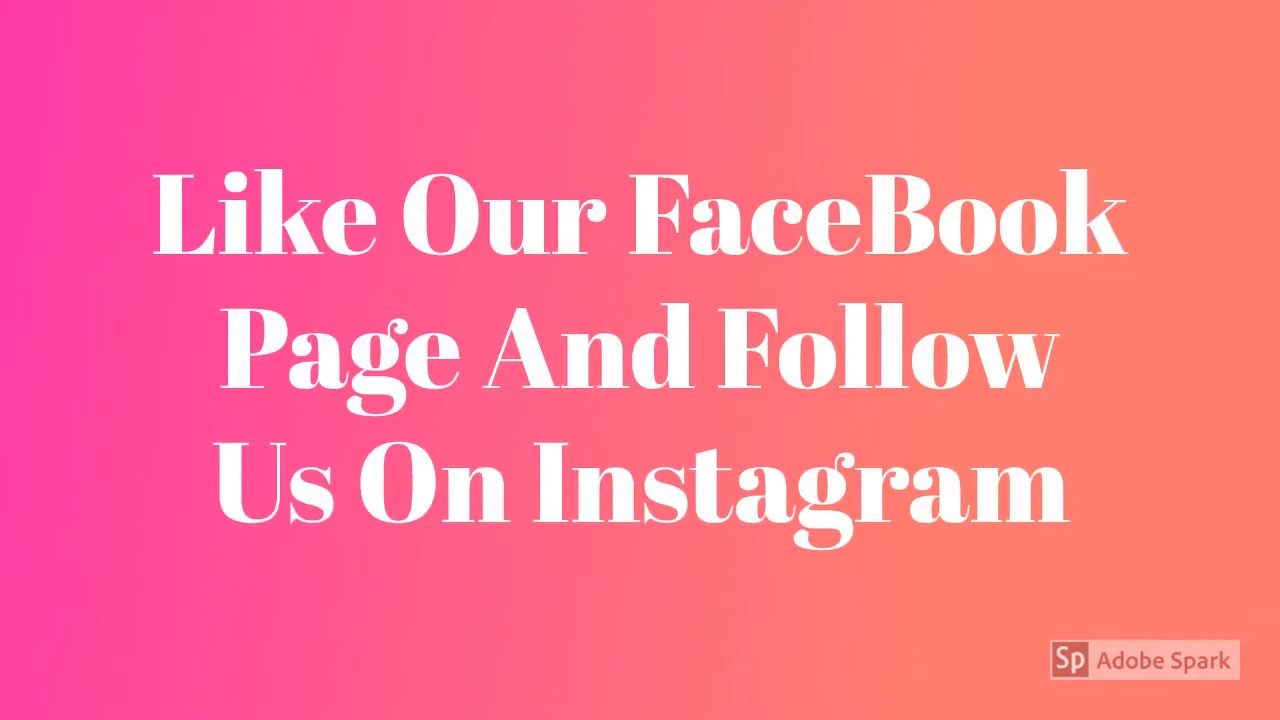 Like Our FaceBook
Page And Follow
Us On Instagram
Sp Adobe Spark